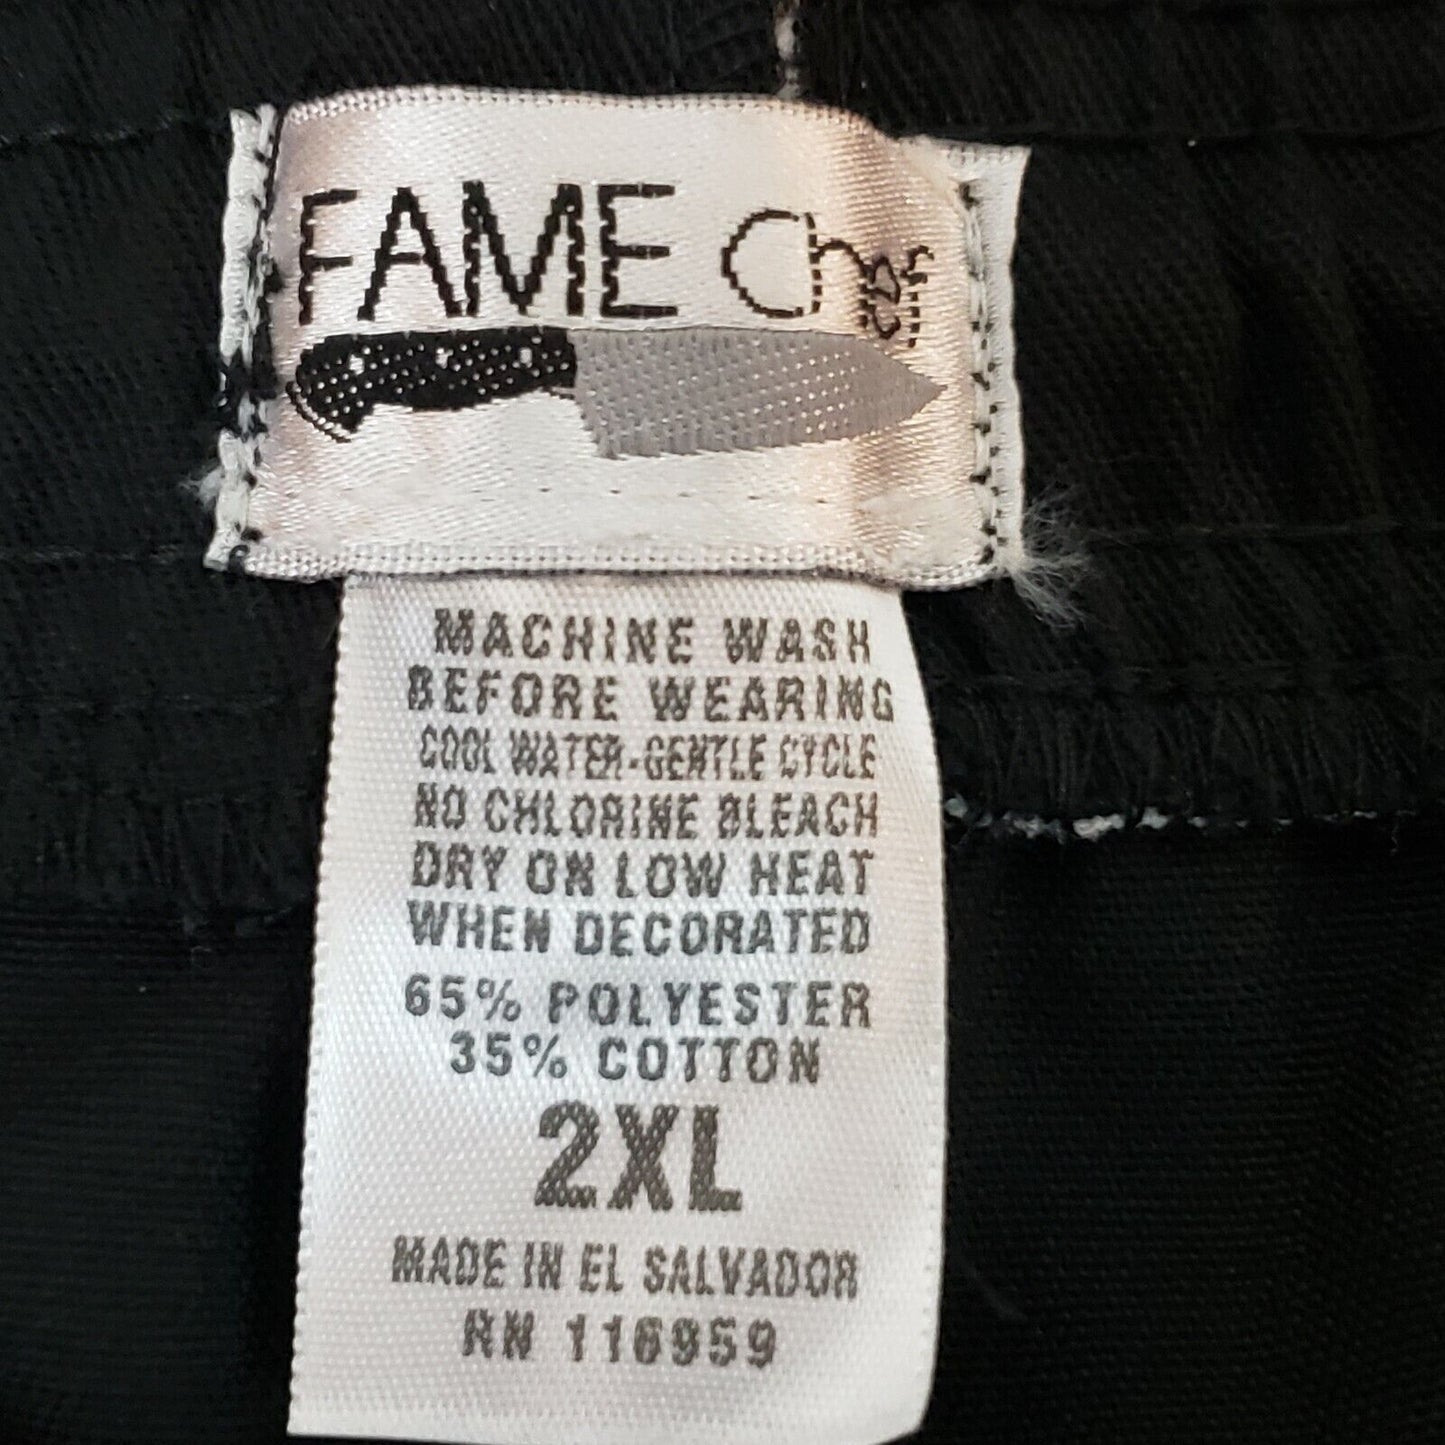 FAME Chef
MACHINE WASH
BEFORE WEARING
COOL WATER-GENTLE CYCLE
NO CHLORINE BLEACH
DRY ON LOW HEAT
WHEN DECORATED
65% POLYESTER
35% COTTON
2XL
MADE IN EL SALVADOR
RN 116959